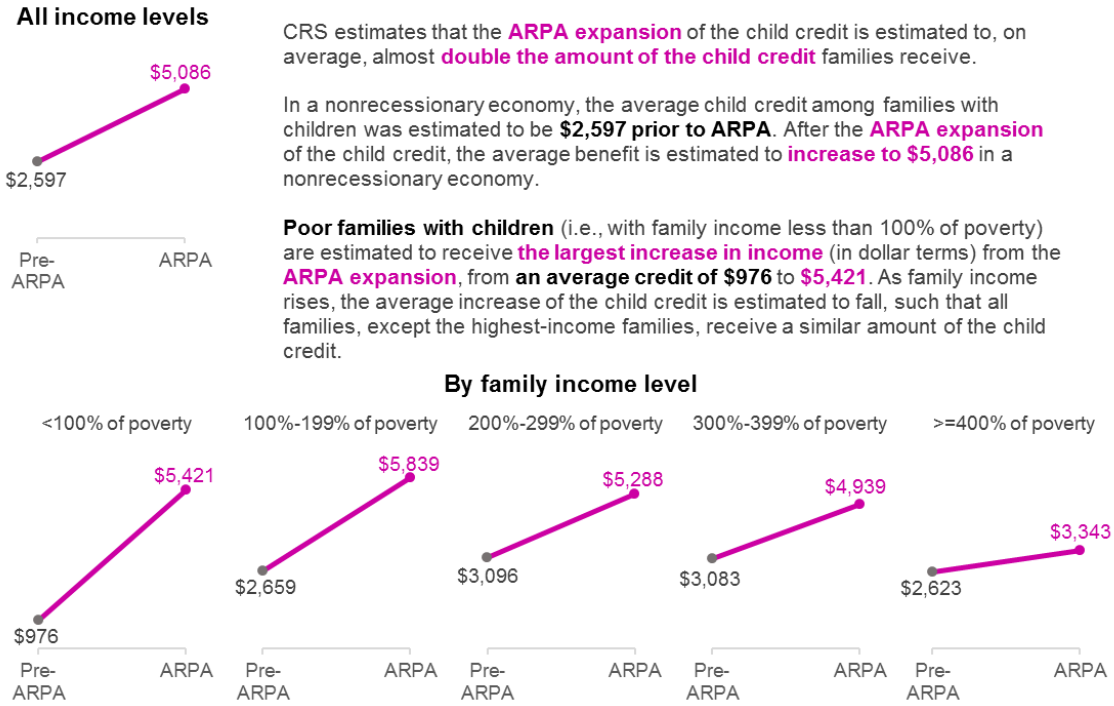 All income levels
$5,086
$2,597
Pre-
ARPA
ARPA
CRS estimates that the ARPA expansion of the child credit is estimated to, on
average, almost double the amount of the child credit families receive.
In a nonrecessionary economy, the average child credit among families with
children was estimated to be $2,597 prior to ARPA. After the ARPA expansion
of the child credit, the average benefit is estimated to increase to $5,086 in a
nonrecessionary economy.
Poor families with children (i.e., with family income less than 100% of poverty)
are estimated to receive the largest increase in income (in dollar terms) from the
ARPA expansion, from an average credit of $976 to $5,421. As family income
rises, the average increase of the child credit is estimated to fall, such that all
families, except the highest-income families, receive a similar amount of the child
credit.
By family income level
<100% of poverty
$5,421
$976
Pre-
ARPA
ARPA
100%-199% of poverty
$5,839
$2,659
Pre-
ARPA
ARPA
200%-299% of poverty
$5,288
$3,096
Pre-
ARPA
ARPA
300%-399% of poverty
$4,939
$3,083
Pre-
ARPA
ARPA
>=400% of poverty
$3,343
$2,623
Pre-
ARPA
ARPA